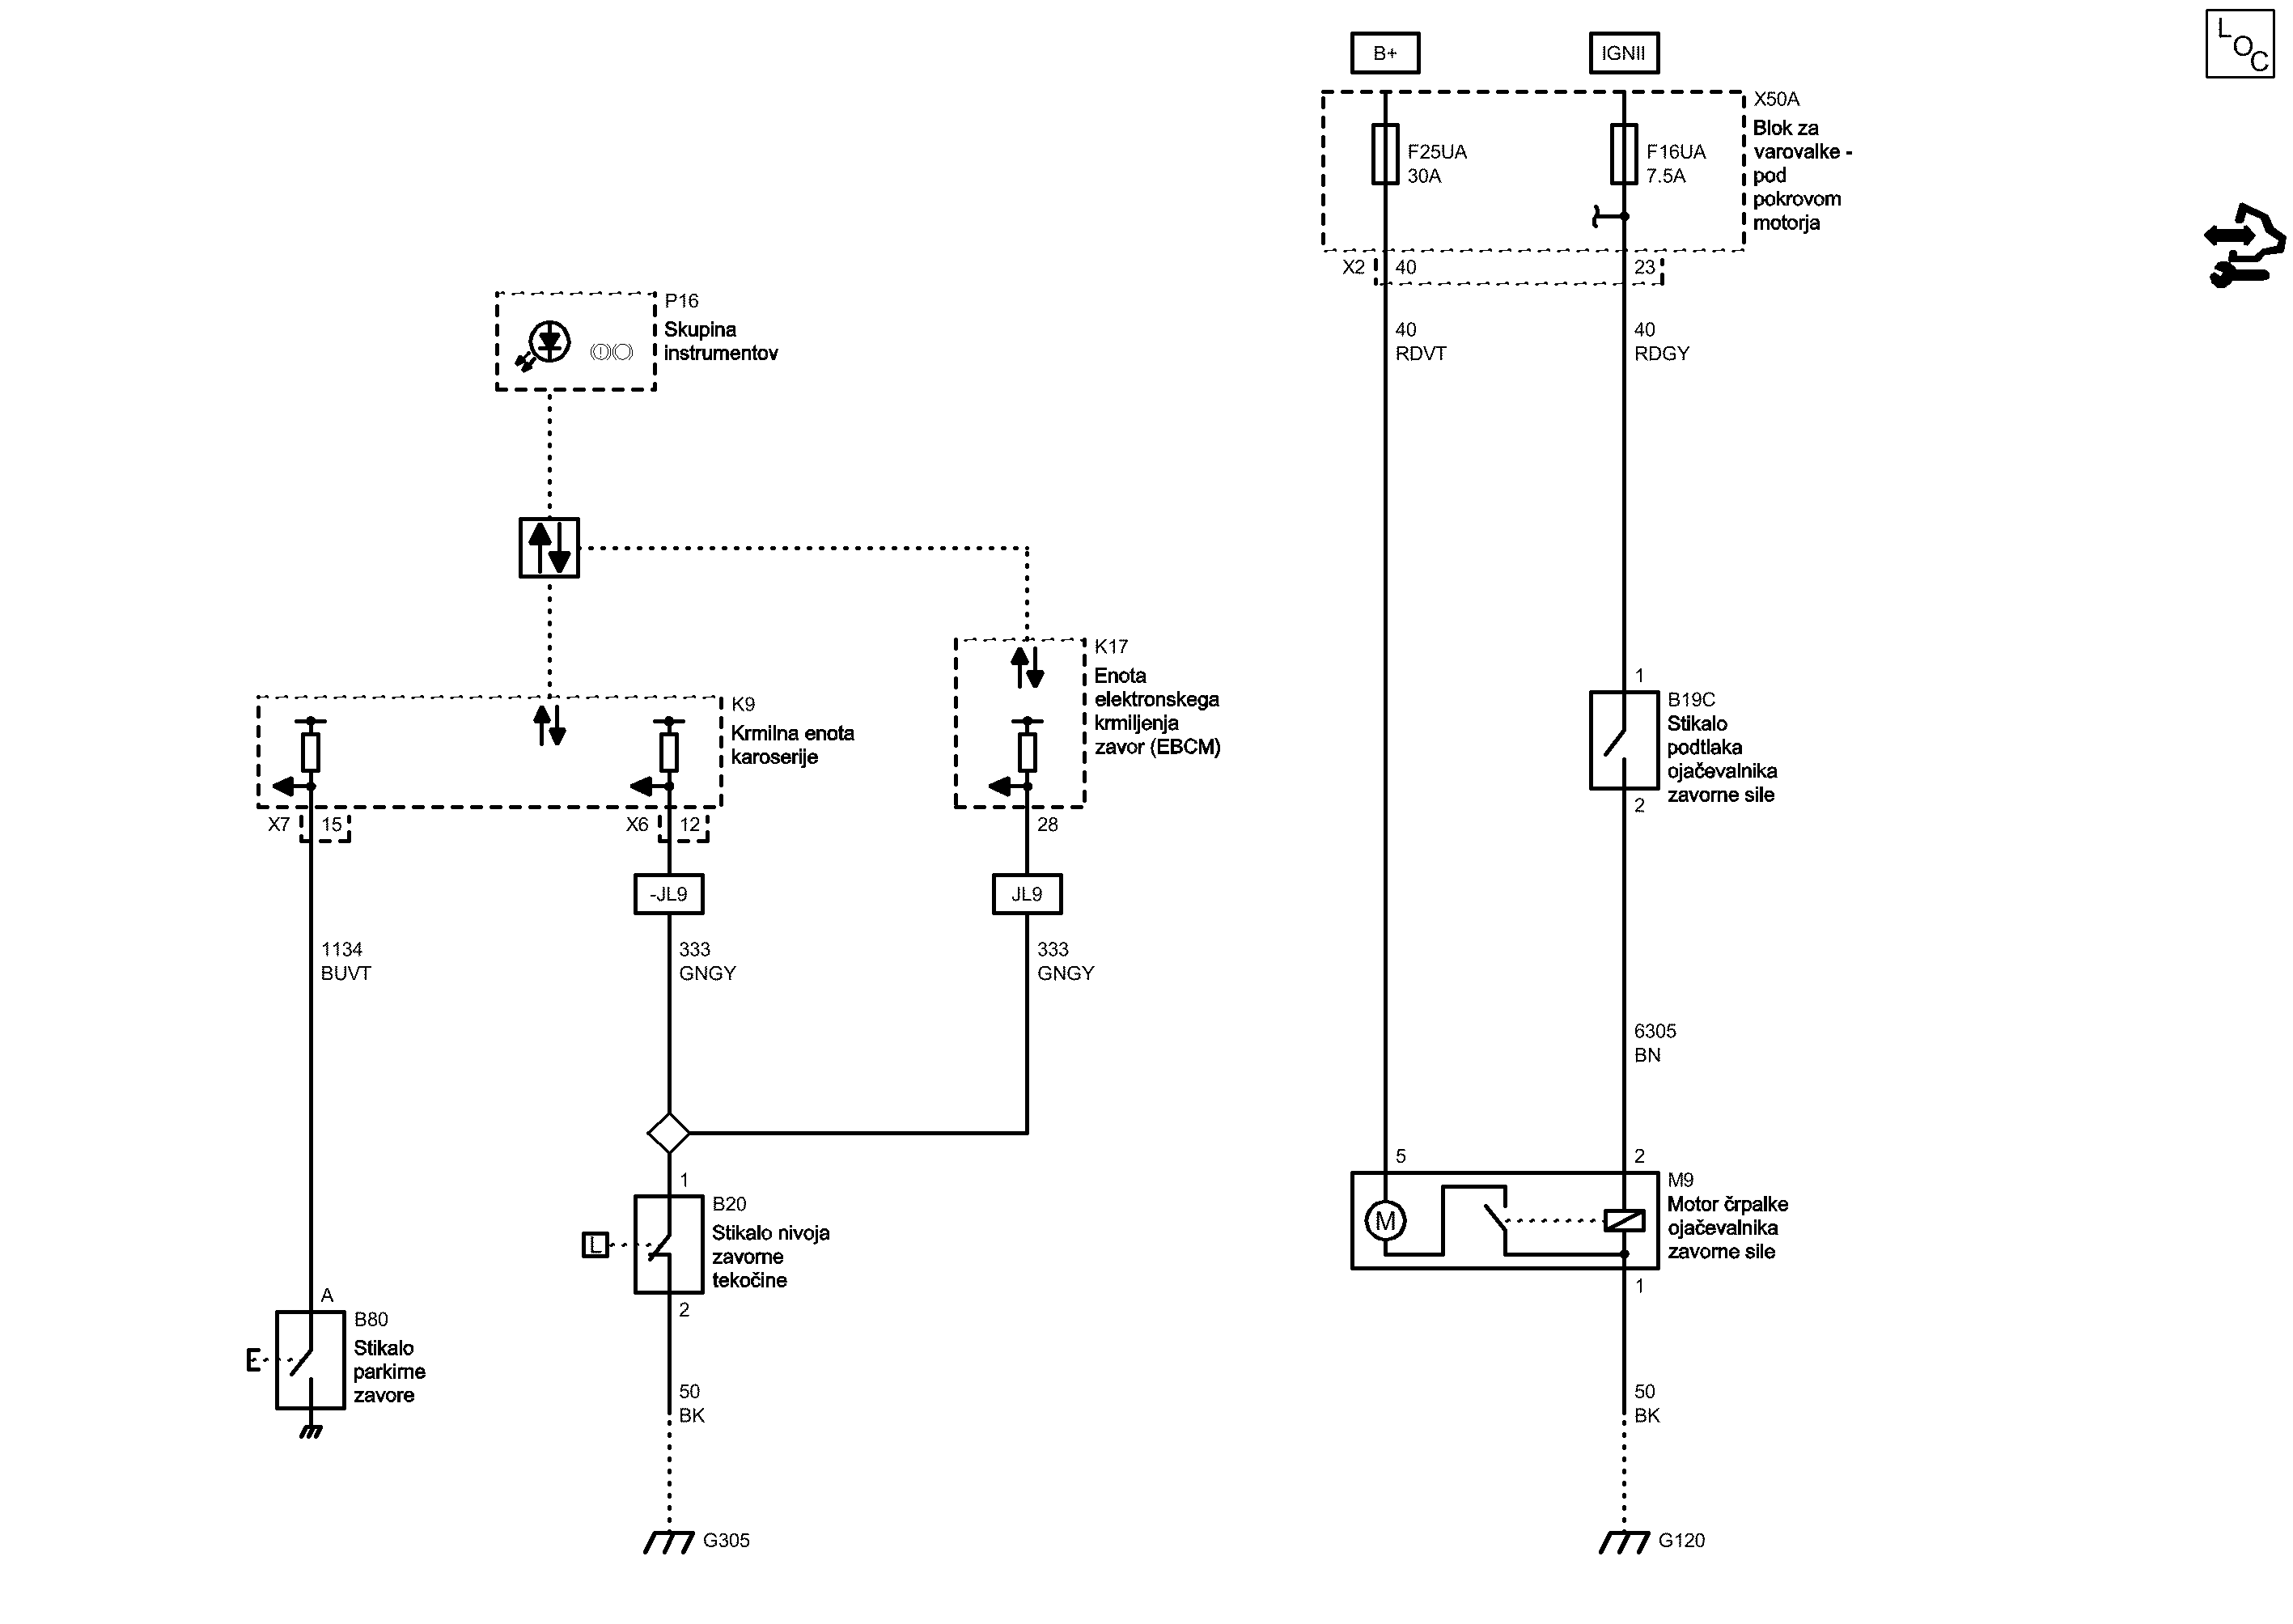 L
O
C
B+
IGNII
X50A
Blok za
varovalke -
pod
pokrovom
motorja
F25UA
30A
F16UA
7.5A
X2
40
23
40
RDVT
40
RDGY
P16
Skupina
instrumentov
K17
Enota
elektronskega
krmiljenja
zavor (EBCM)
K9
Krmilna enota
karoserije
1
B19C
Stikalo
podtlaka
ojačevalnika
zavorne sile
2
X7
15
X6
12
28
-JL9
JL9
1134
BUVT
333
GNGY
333
GNGY
6305
BN
1
B20
Stikalo nivoja
zavorne
tekočine
L
2
5
2
M9
Motor črpalke
ojačevalnika
zavorne sile
M
1
A
B80
Stikalo
parkirne
zavore
50
BK
50
BK
G305
G120